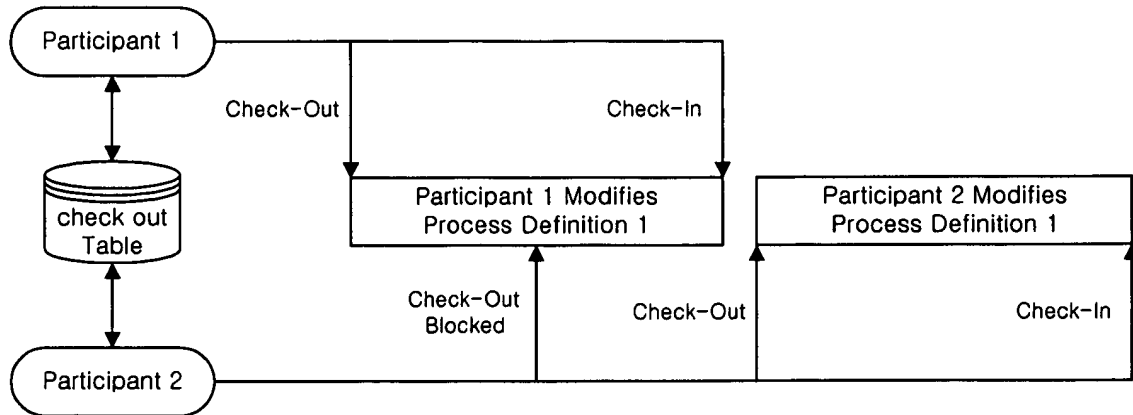 Participant 1
Check-Out
Check-In
check out
Table
Participant 1 Modifies
Process Definition 1
Participant 2 Modifies
Process Definition 1
Check-Out
Blocked
Check-Out
Check-In
Participant 2